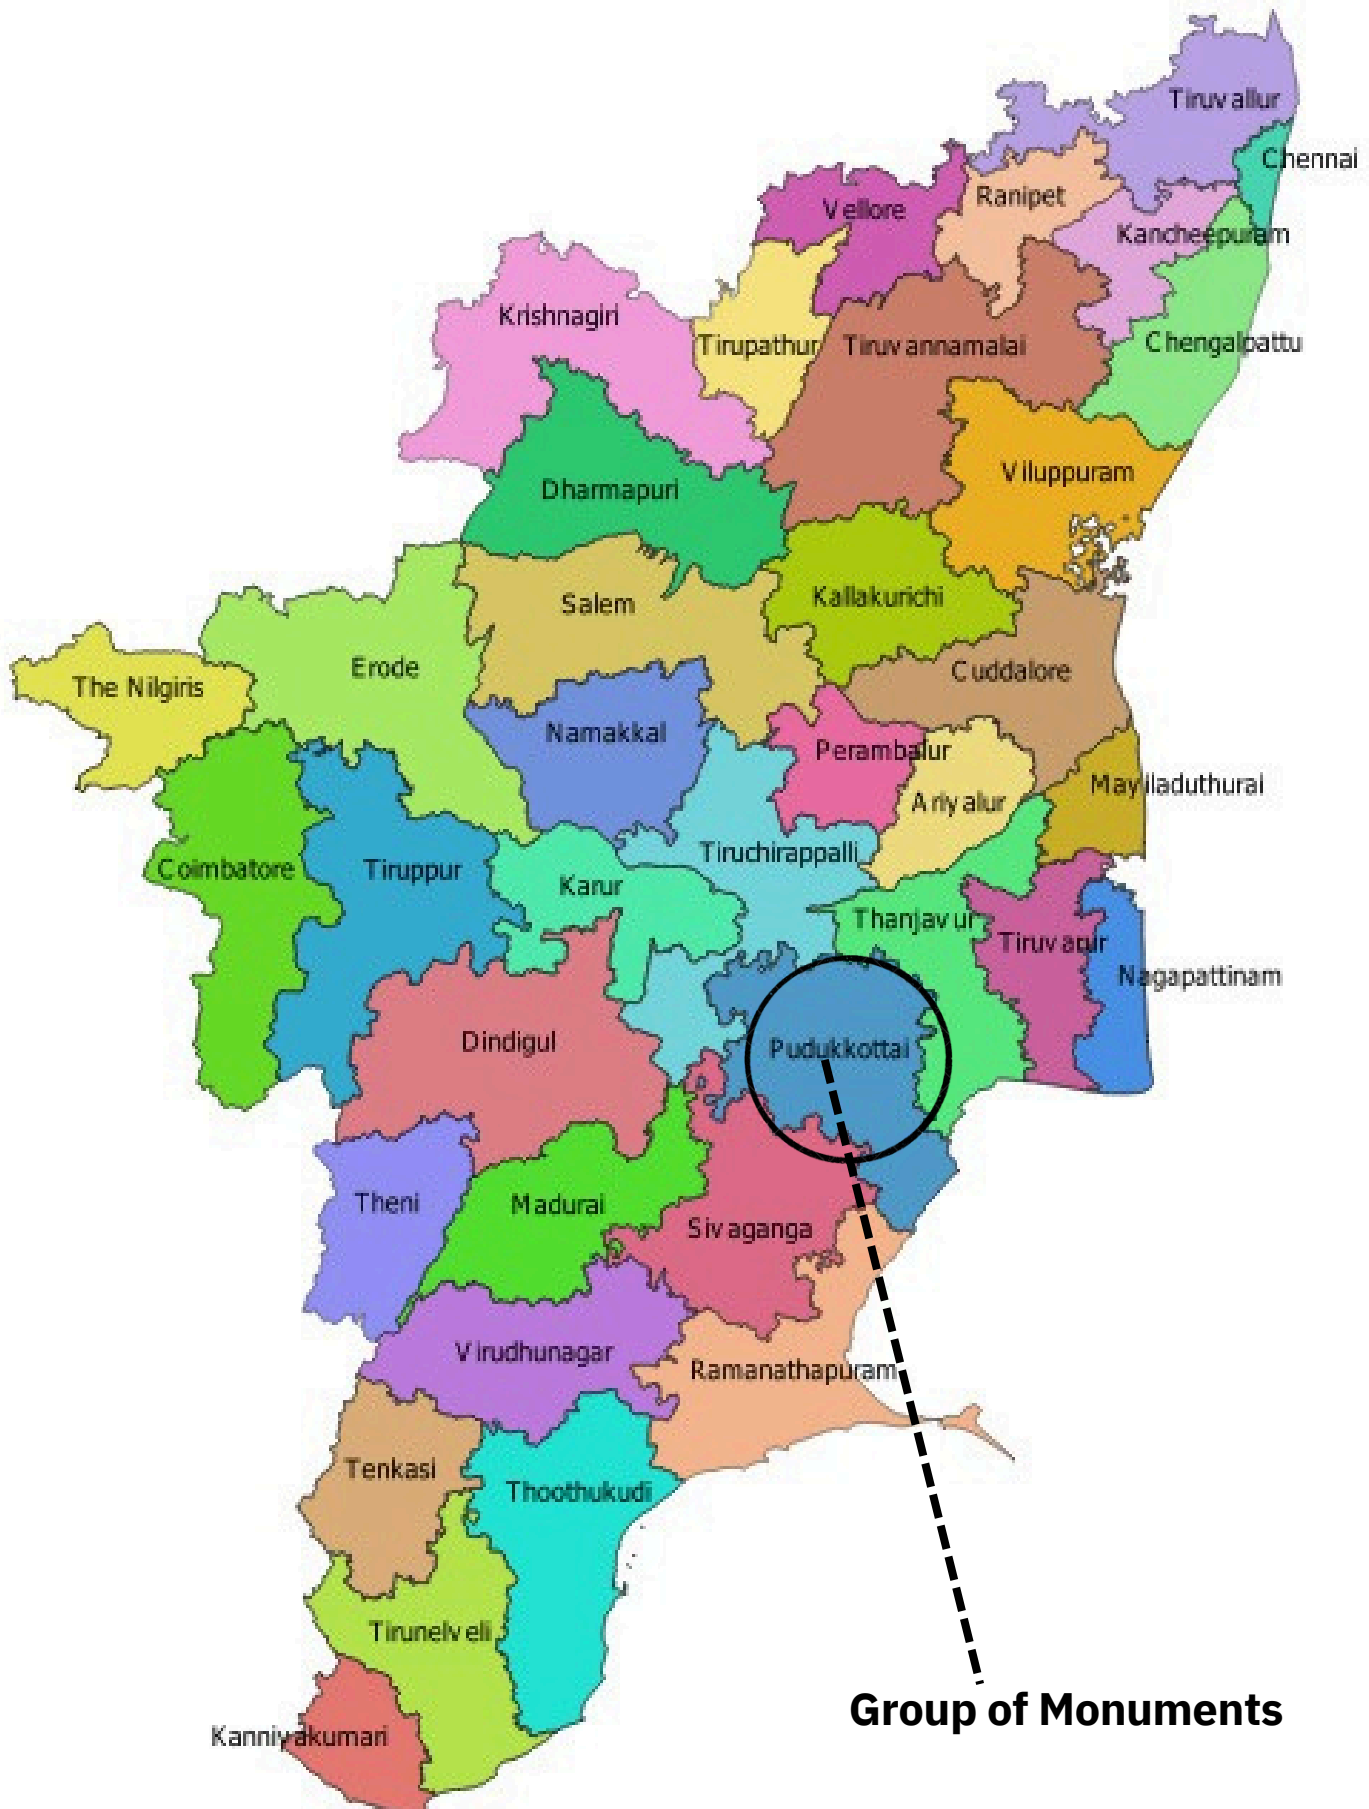 Tiruvallur
Chennai
Ranipet
Vellore
Kancheepuram
Krishnagiri
Tirupathur
Tiruvannamalai
Chengalpattu
Viluppuram
Dharmapuri
Kallakurichi
Salem
Cuddalore
Erode
The Nilgiris
Namakkal
Perambalur
Mayiladuthurai
Ariyalur
Tiruchirappalli
Coimbatore
Tiruppur
Karur
Thanjavur
Tiruvarur
Nagapattinam
Dindigul
Pudukkottai
Theni
Madurai
Sivaganga
Virudhunagar
Ramanathapuram
Tenkasi
Thoothukudi
Tirunelveli
Group of Monuments
Kanniyakumari